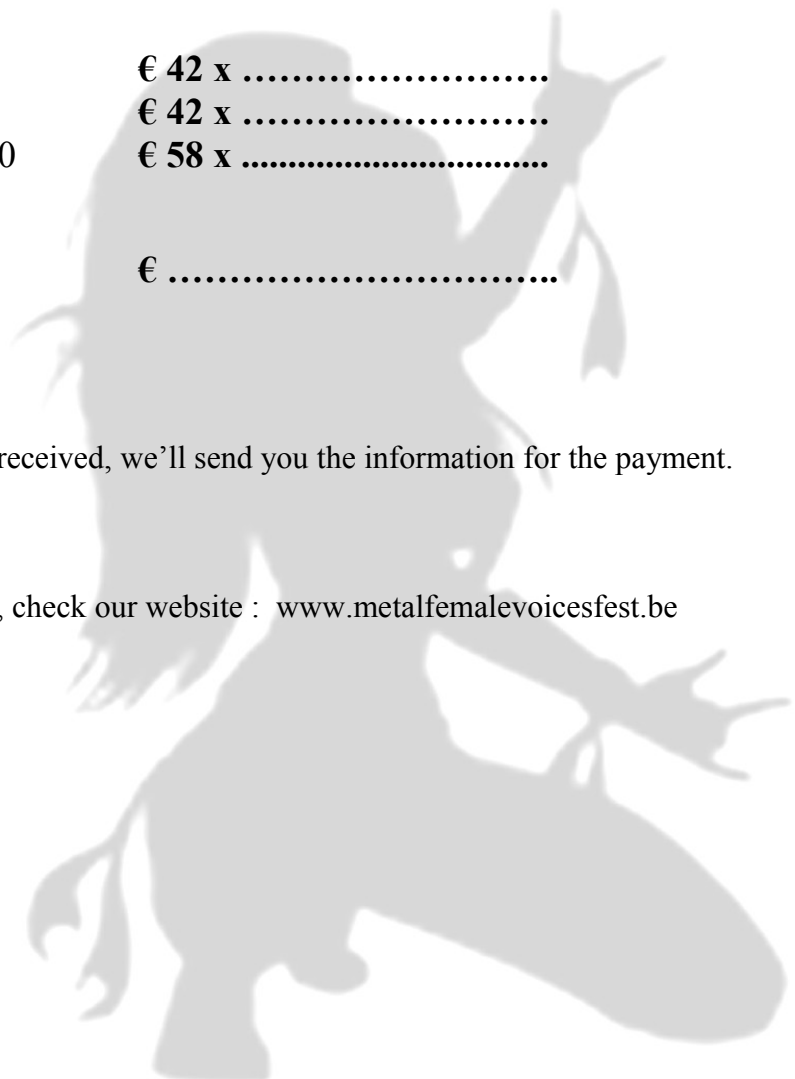 € 42 x …………………….
€ 42 x …………………….
0 € 58 x .................................
€ …………………………..
received, we’ll send you the information for the payment.
, check our website : www.metalfemalevoicesfest.be